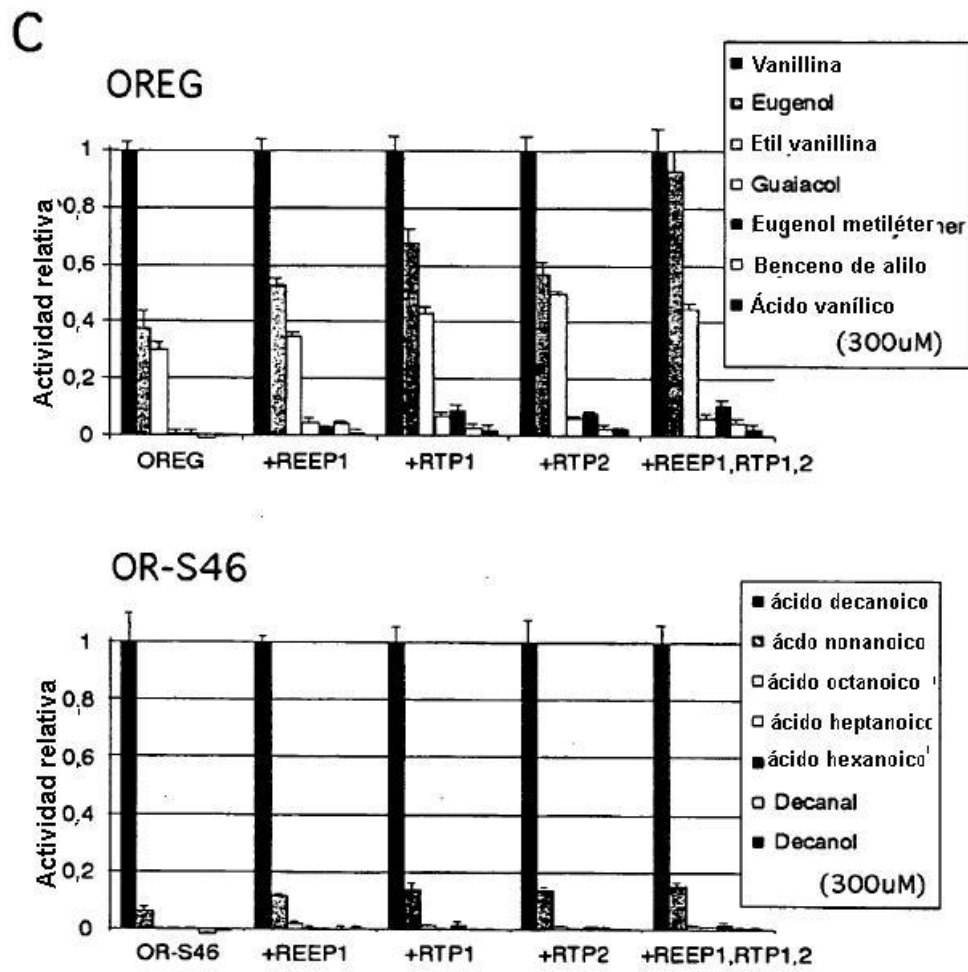 C
OREG
Actividad relativa
1
0,8
0,6
0,4
0,2
0
OREG
+REEP1
+RTP1
+RTP2
+REEP1,RTP1,2
Vanillina
Eugenol
Etil vanillina
Guaiacol
Eugenol metiléter
Benceno de alilo
Ácido vanílico
(300uM)
OR-S46
Actividad relativa
1
0,8
0,6
0,4
0,2
0
OR-S46
+REEP1
+RTP1
+RTP2
+REEP1,RTP1,2
ácido decanoico
ácdo nonanoico
ácido octanoico
ácido heptanoico
ácido hexanoico
Decanal
Decanol
(300uM)